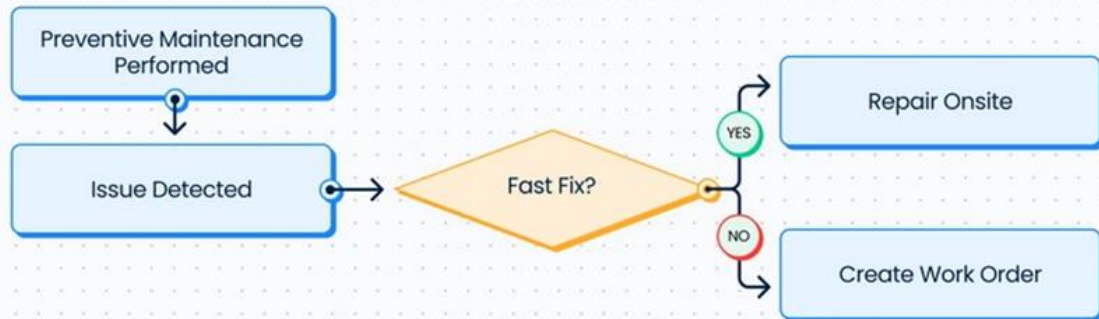 Preventive Maintenance
Performed
Issue Detected
Fast Fix?
YES
Repair Onsite
NO
Create Work Order